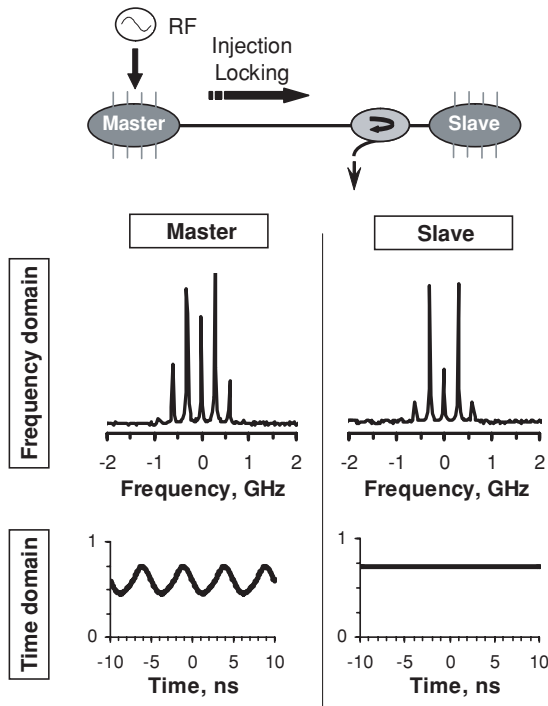 RF
Injection
Locking
Master
Slave
Master
Slave
Frequency domain
-2 -1 0 1 2
Frequency, GHz
-2 -1 0 1 2
Frequency, GHz
Time domain
1
0
-10 -5 0 5 10
Time, ns
1
0
-10 -5 0 5 10
Time, ns